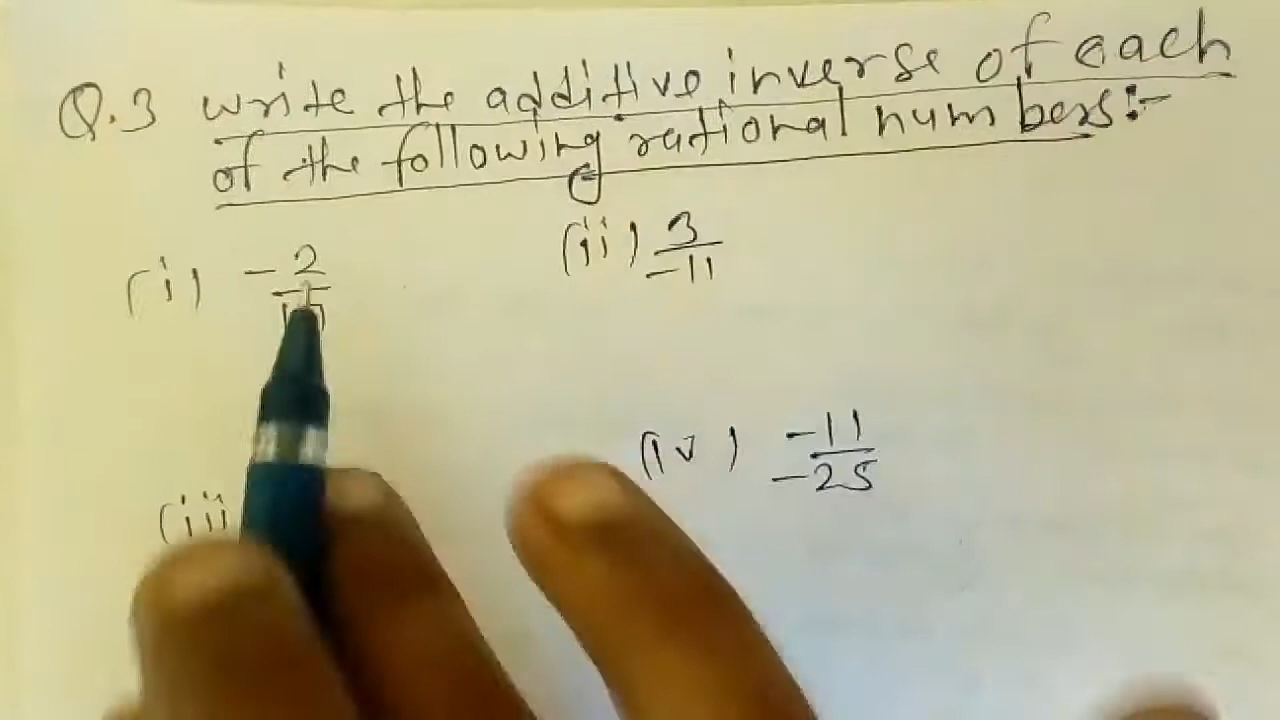 Q.3 write the additive inverse of each
of the following rational numbers:-
(i) -2/17 (ii) 3/-11
(iii (iv) -11/-25